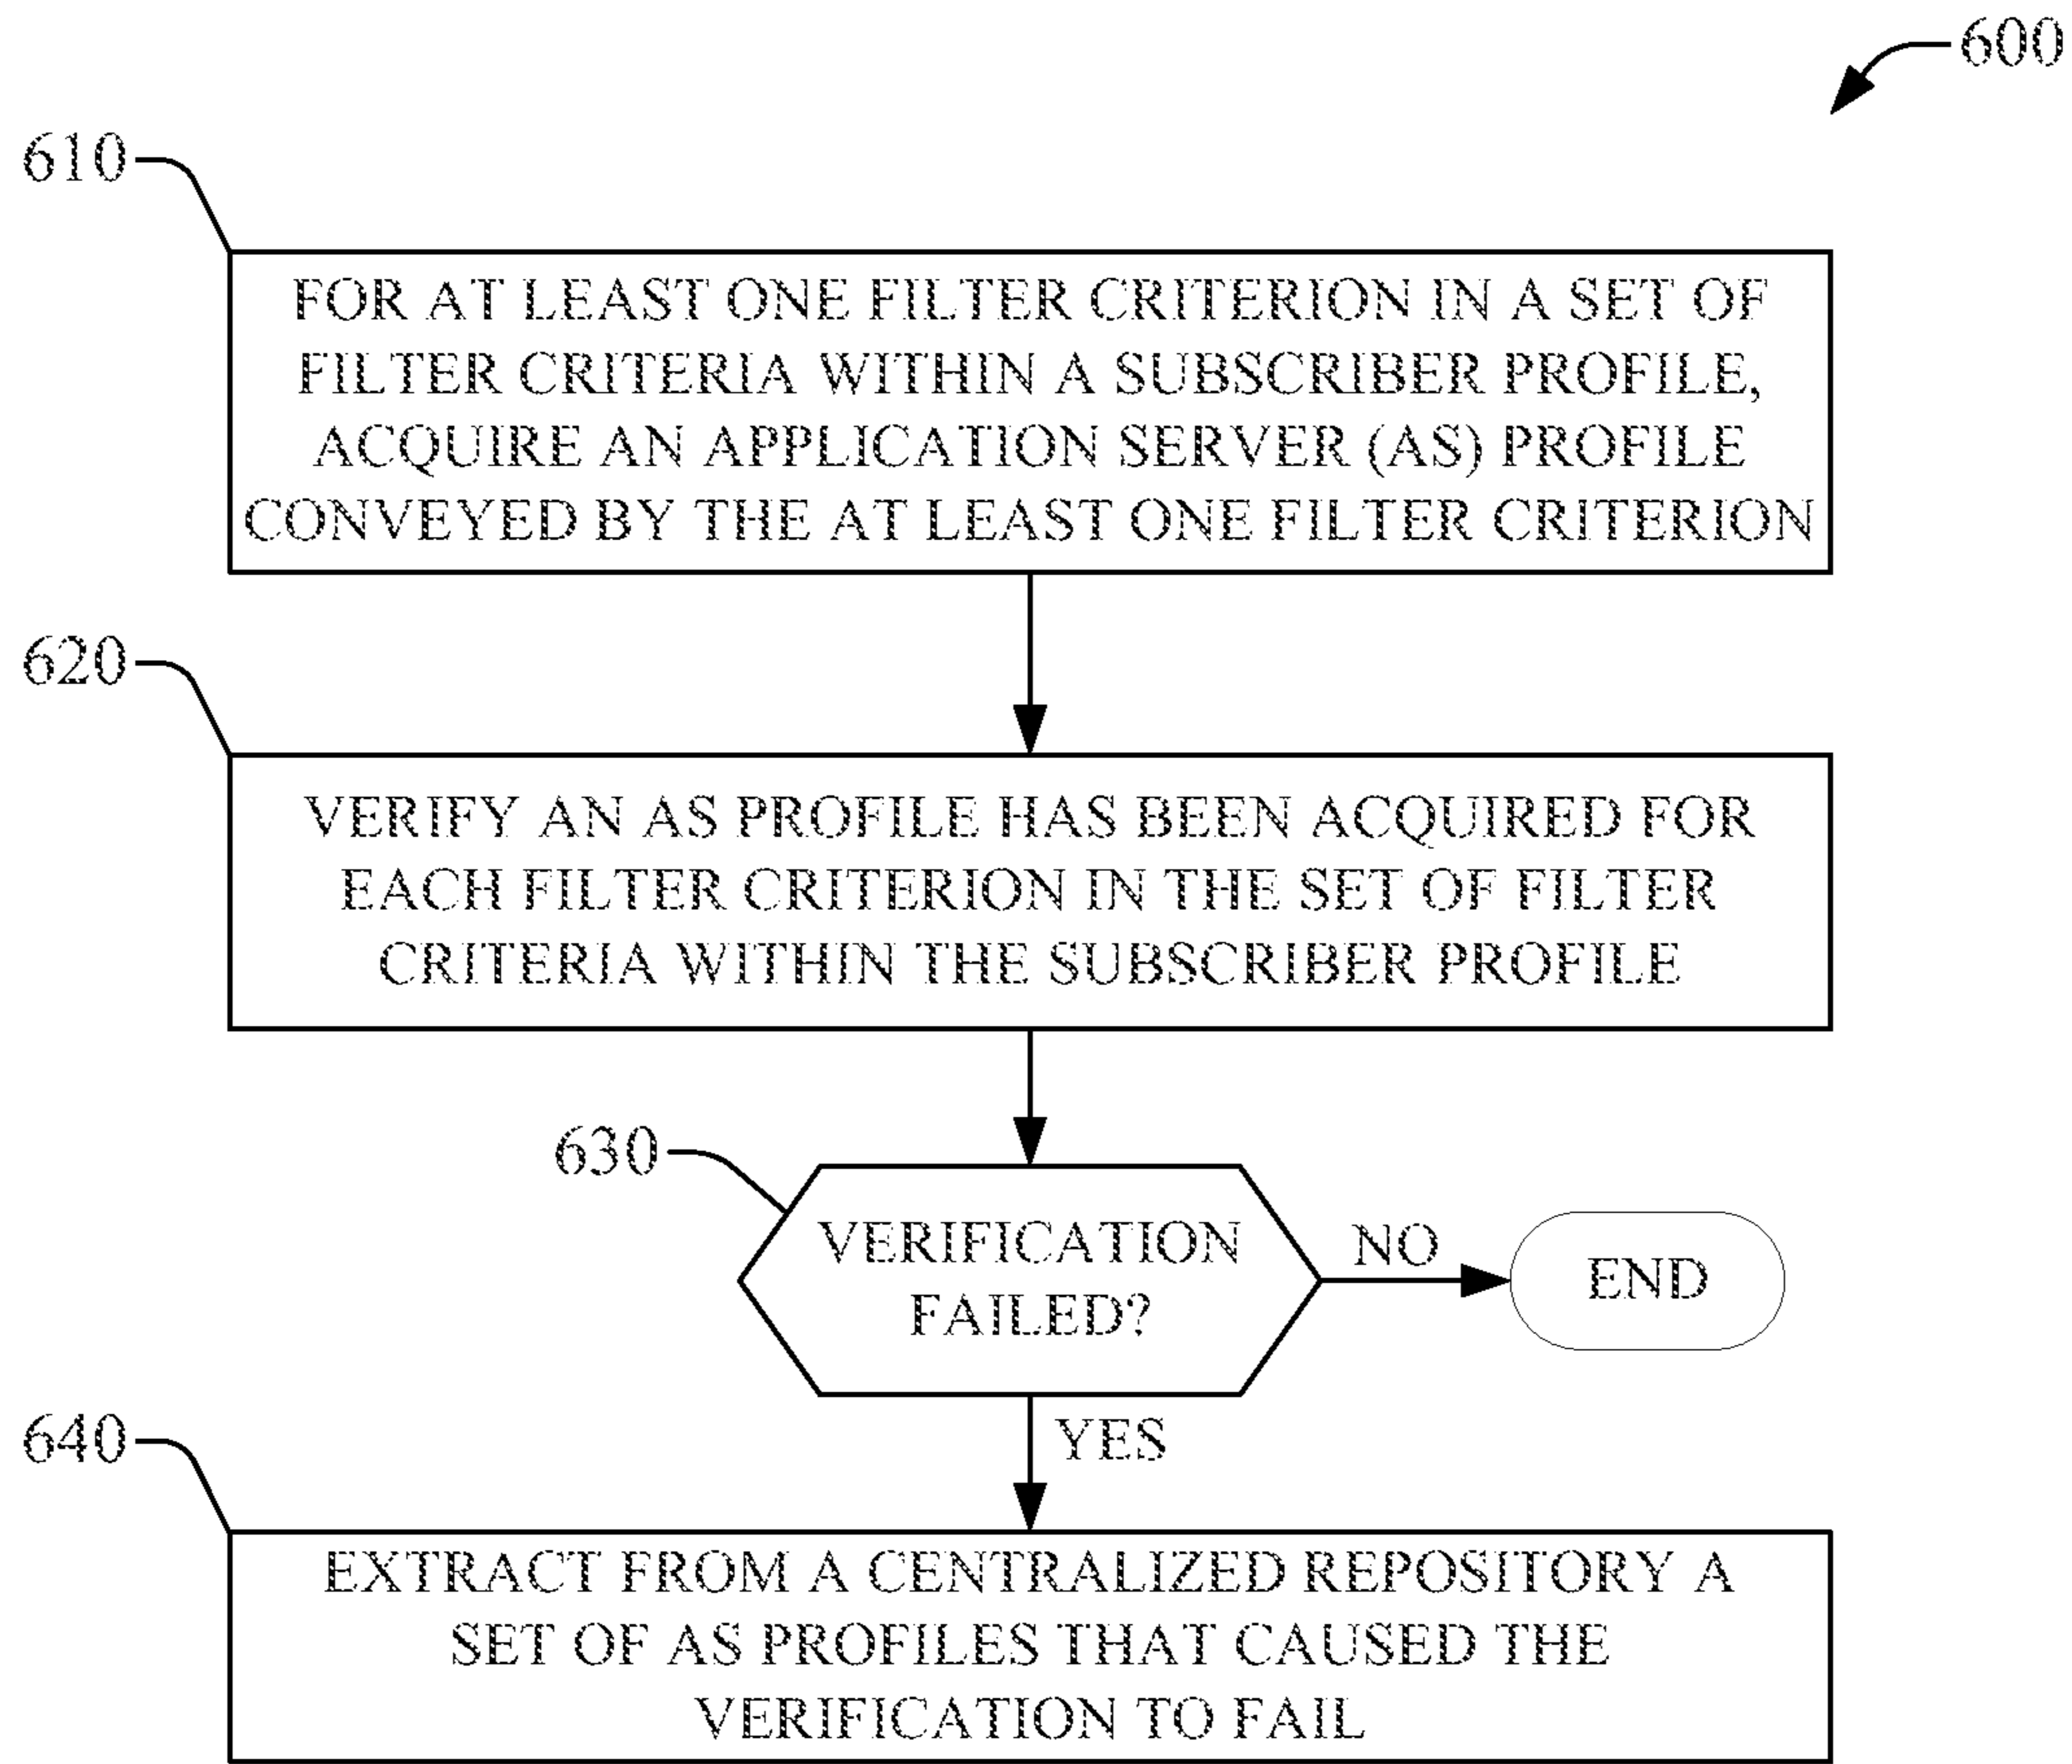 600
610
FOR AT LEAST ONE FILTER CRITERION IN A SET OF
FILTER CRITERIA WITHIN A SUBSCRIBER PROFILE,
ACQUIRE AN APPLICATION SERVER (AS) PROFILE
CONVEYED BY THE AT LEAST ONE FILTER CRITERION
620
VERIFY AN AS PROFILE HAS BEEN ACQUIRED FOR
EACH FILTER CRITERION IN THE SET OF FILTER
CRITERIA WITHIN THE SUBSCRIBER PROFILE
630
VERIFICATION
FAILED?
NO
END
YES
640
EXTRACT FROM A CENTRALIZED REPOSITORY A
SET OF AS PROFILES THAT CAUSED THE
VERIFICATION TO FAIL